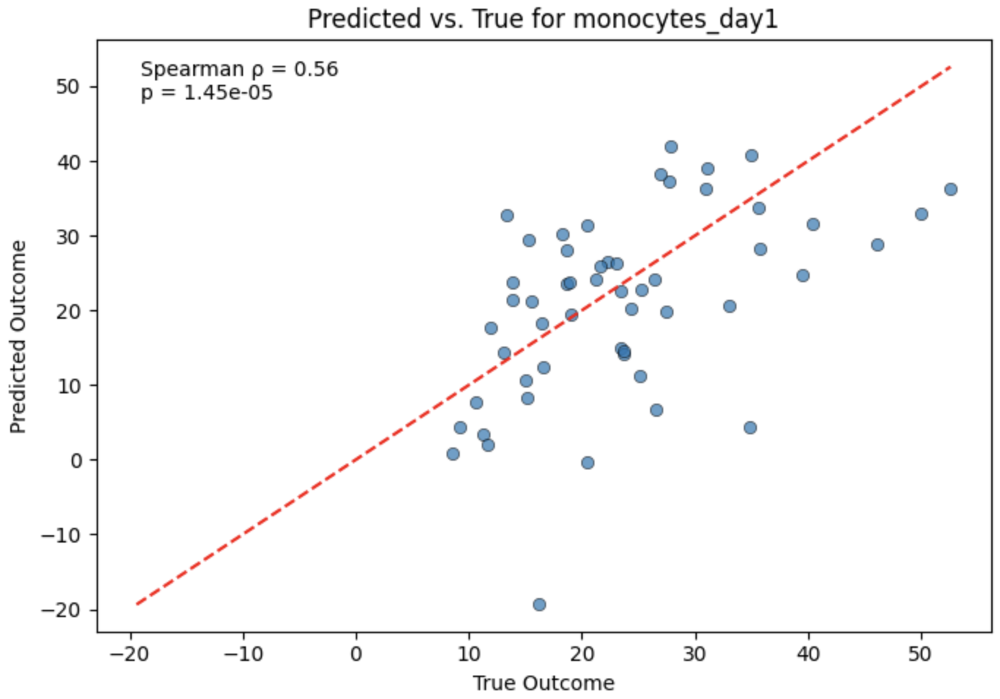 Predicted vs. True for monocytes_day1
Spearman ρ = 0.56
p = 1.45e-05
Predicted Outcome
50
40
30
20
10
0
−10
−20
−20 −10 0 10 20 30 40 50
True Outcome